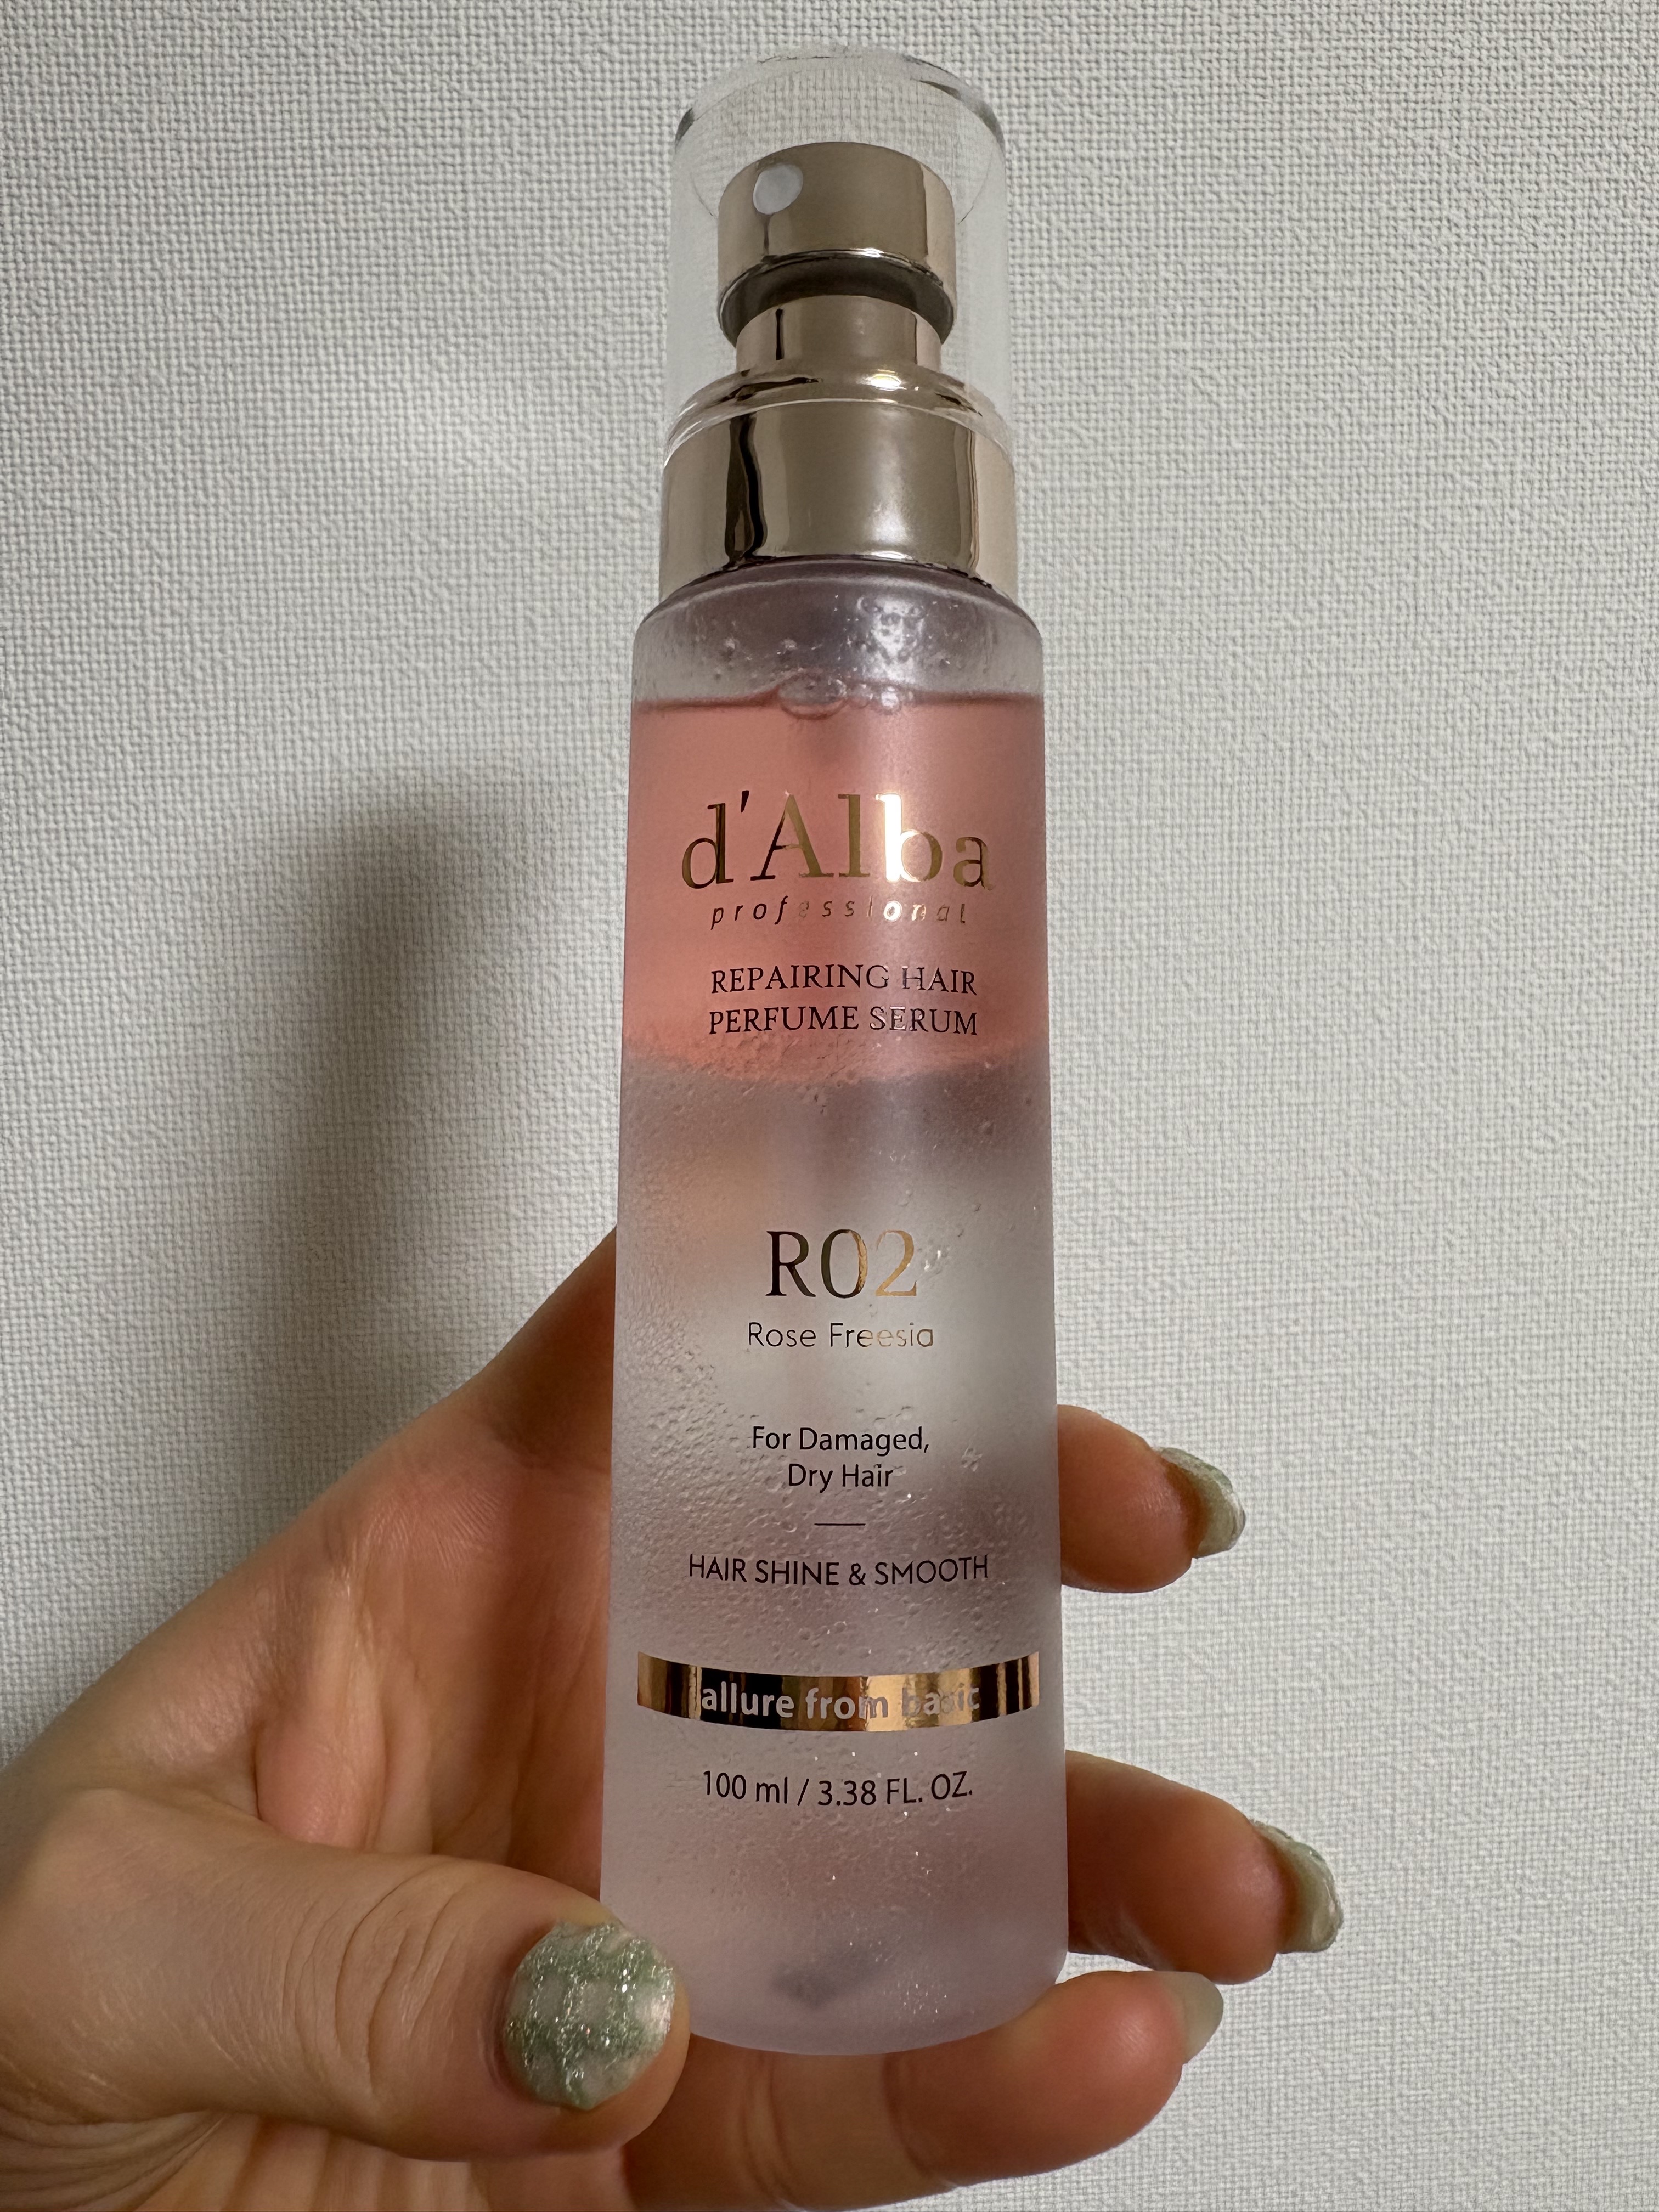 d'Alba
professional
REPAIRING HAIR
PERFUME SERUM
R02
Rose Freesia
For Damaged,
Dry Hair
HAIR SHINE & SMOOTH
allure from basic
100 ml / 3.38 FL. OZ.